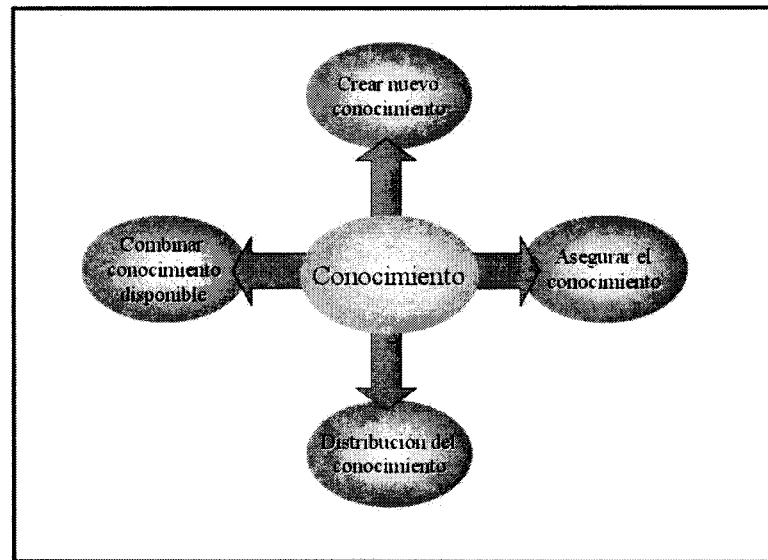 Crear nuevo
conocimiento
Combinar
conocimiento
disponible
Conocimiento
Asegurar el
conocimiento
Distribución del
conocimiento